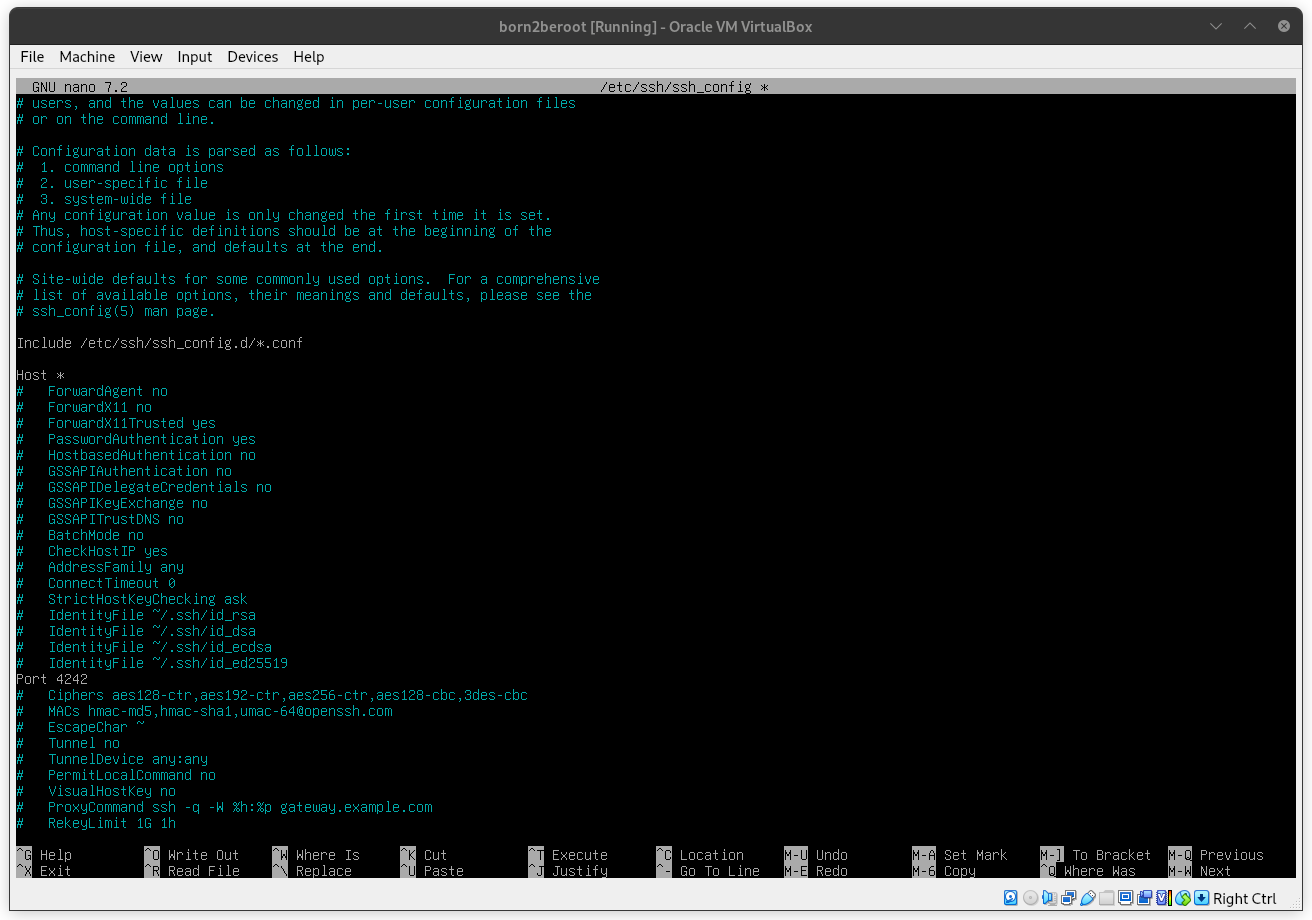 born2beroot [Running] - Oracle VM VirtualBox
File Machine View Input Devices Help
GNU nano 7.2 /etc/ssh/ssh_config *
# users, and the values can be changed in per-user configuration files
# or on the command line.
# Configuration data is parsed as follows:
#  1. command line options
#  2. user-specific file
#  3. system-wide file
# Any configuration value is only changed the first time it is set.
# Thus, host-specific definitions should be at the beginning of the
# configuration file, and defaults at the end.
# Site-wide defaults for some commonly used options.  For a comprehensive
# list of available options, their meanings and defaults, please see the
# ssh_config(5) man page.
Include /etc/ssh/ssh_config.d/*.conf
Host *
#   ForwardAgent no
#   ForwardX11 no
#   ForwardX11Trusted yes
#   PasswordAuthentication yes
#   HostbasedAuthentication no
#   GSSAPIAuthentication no
#   GSSAPIDelegateCredentials no
#   GSSAPIKeyExchange no
#   GSSAPITrustDNS no
#   BatchMode no
#   CheckHostIP yes
#   AddressFamily any
#   ConnectTimeout 0
#   StrictHostKeyChecking ask
#   IdentityFile ~/.ssh/id_rsa
#   IdentityFile ~/.ssh/id_dsa
#   IdentityFile ~/.ssh/id_ecdsa
#   IdentityFile ~/.ssh/id_ed25519
Port 4242
#   Ciphers aes128-ctr,aes192-ctr,aes256-ctr,aes128-cbc,3des-cbc
#   MACs hmac-md5,hmac-sha1,umac-64@openssh.com
#   EscapeChar ~
#   Tunnel no
#   TunnelDevice any:any
#   PermitLocalCommand no
#   VisualHostKey no
#   ProxyCommand ssh -q -W %h:%p gateway.example.com
#   RekeyLimit 1G 1h
^G Help ^O Write Out ^W Where Is ^K Cut ^T Execute ^C Location M-U Undo M-A Set Mark M-] To Bracket M-Q Previous
^X Exit ^R Read File ^\ Replace ^U Paste ^J Justify ^- Go To Line M-E Redo M-6 Copy ^Q Where Was M-W Next
Right Ctrl